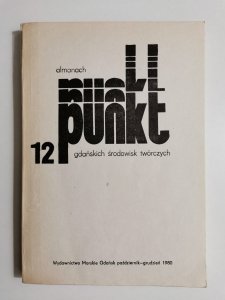 almanach
punkt
12
gdańskich środowisk twórczych
Wydawnictwo Morskie Gdańsk październik-grudzień 1980